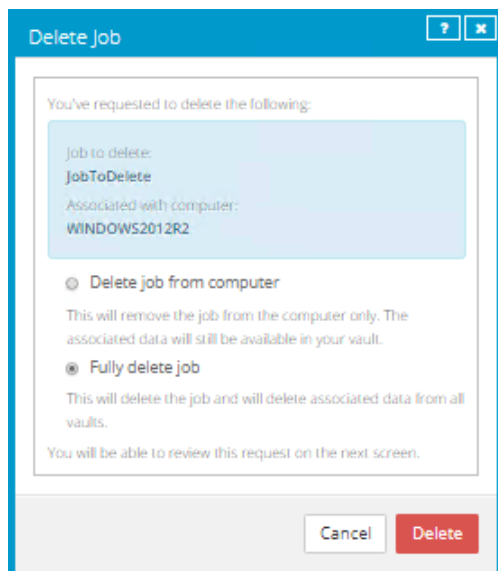 Delete Job
?
You've requested to delete the following:
Job to delete:
JobToDelete
Associated with computer:
WINDOWS2012R2
Delete job from computer
This will remove the job from the computer only. The
associated data will still be available in your vault.
Fully delete job
This will delete the job and will delete associated data from all
vaults.
You will be able to review this request on the next screen.
Cancel Delete